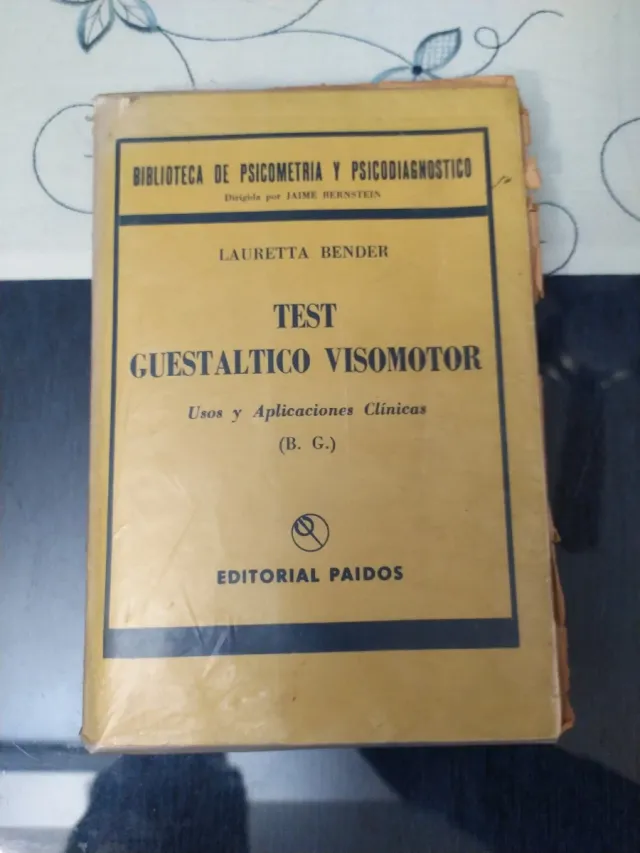 BIBLIOTECA DE PSICOMETRIA Y PSICODIAGNOSTICO
Dirigida por JAIME BERNSTEIN
LAURETTA BENDER
TEST
GUESTALTICO VISOMOTOR
Usos y Aplicaciones Clínicas
(B. G.)
EDITORIAL PAIDOS